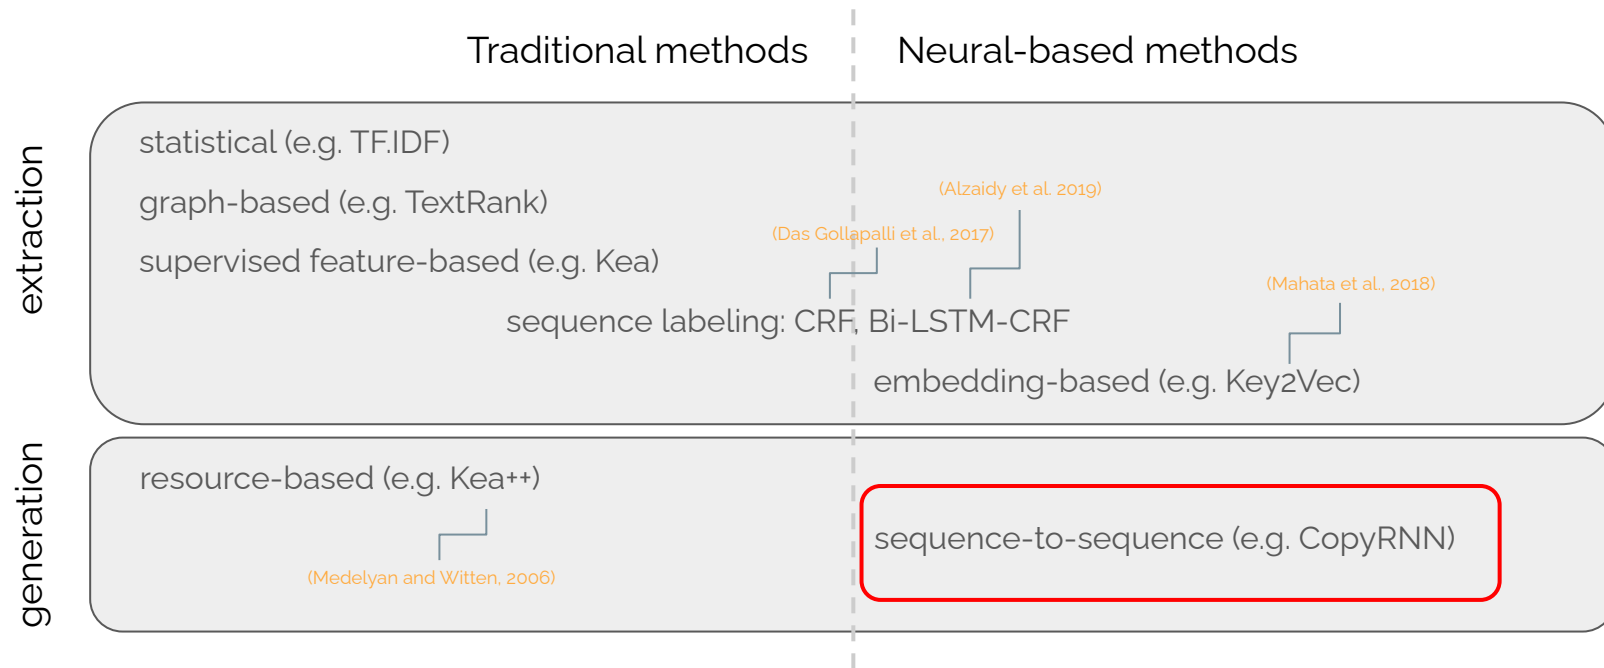 Traditional methods
Neural-based methods
extraction
statistical (e.g. TF.IDF)
graph-based (e.g. TextRank)
(Alzaidy et al. 2019)
(Das Gollapalli et al., 2017)
supervised feature-based (e.g. Kea)
(Mahata et al., 2018)
sequence labeling: CRF, Bi-LSTM-CRF
embedding-based (e.g. Key2Vec)
generation
resource-based (e.g. Kea++)
sequence-to-sequence (e.g. CopyRNN)
(Medelyan and Witten, 2006)